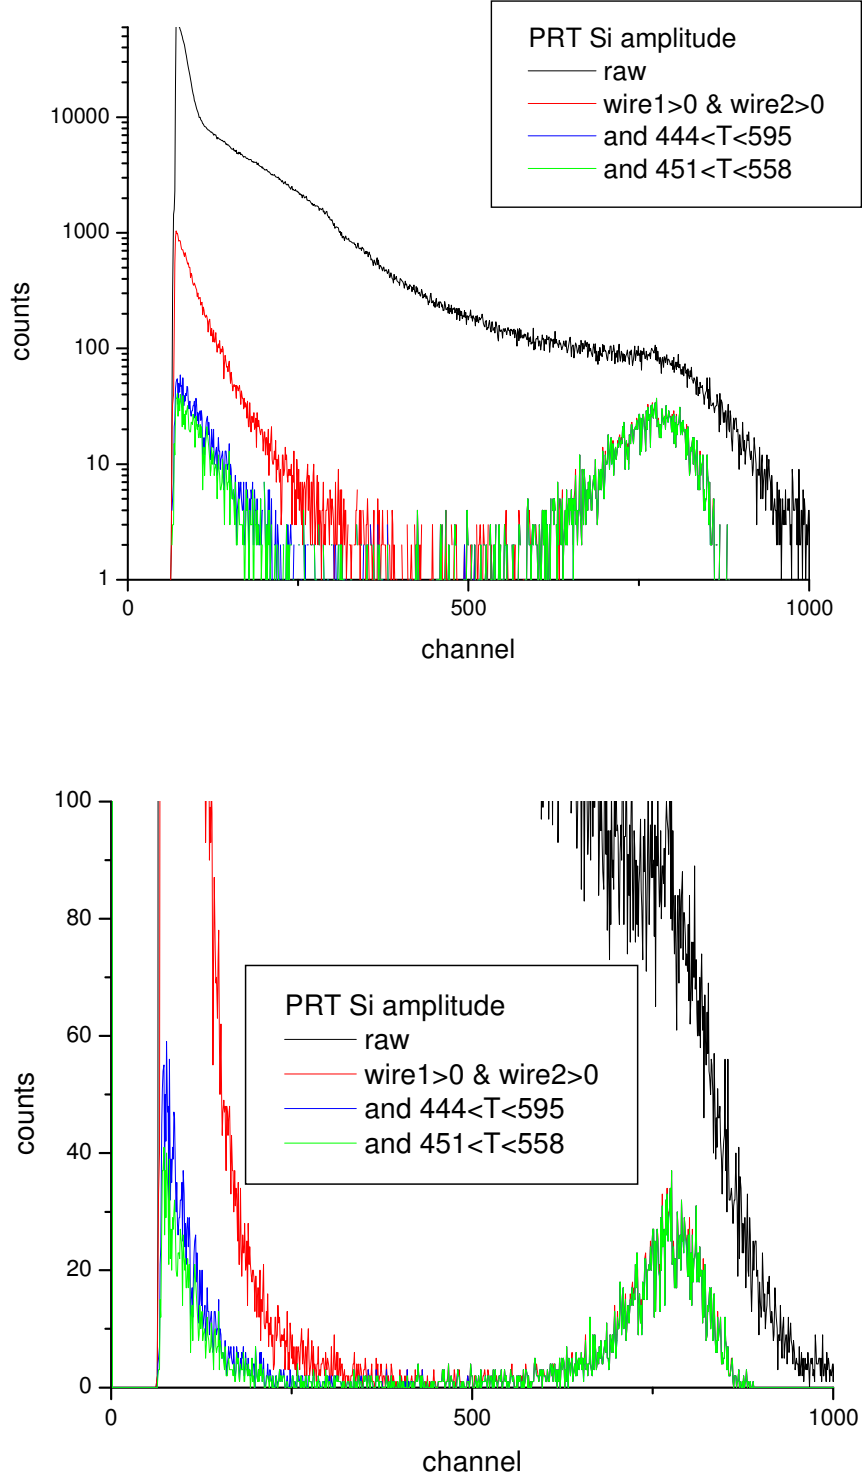 PRT Si amplitude
raw
wire1>0 & wire2>0
and 444<T<595
and 451<T<558
10000
1000
100
10
1
counts
0
500
1000
channel
100
80
60
40
20
0
counts
PRT Si amplitude
raw
wire1>0 & wire2>0
and 444<T<595
and 451<T<558
0
500
1000
channel